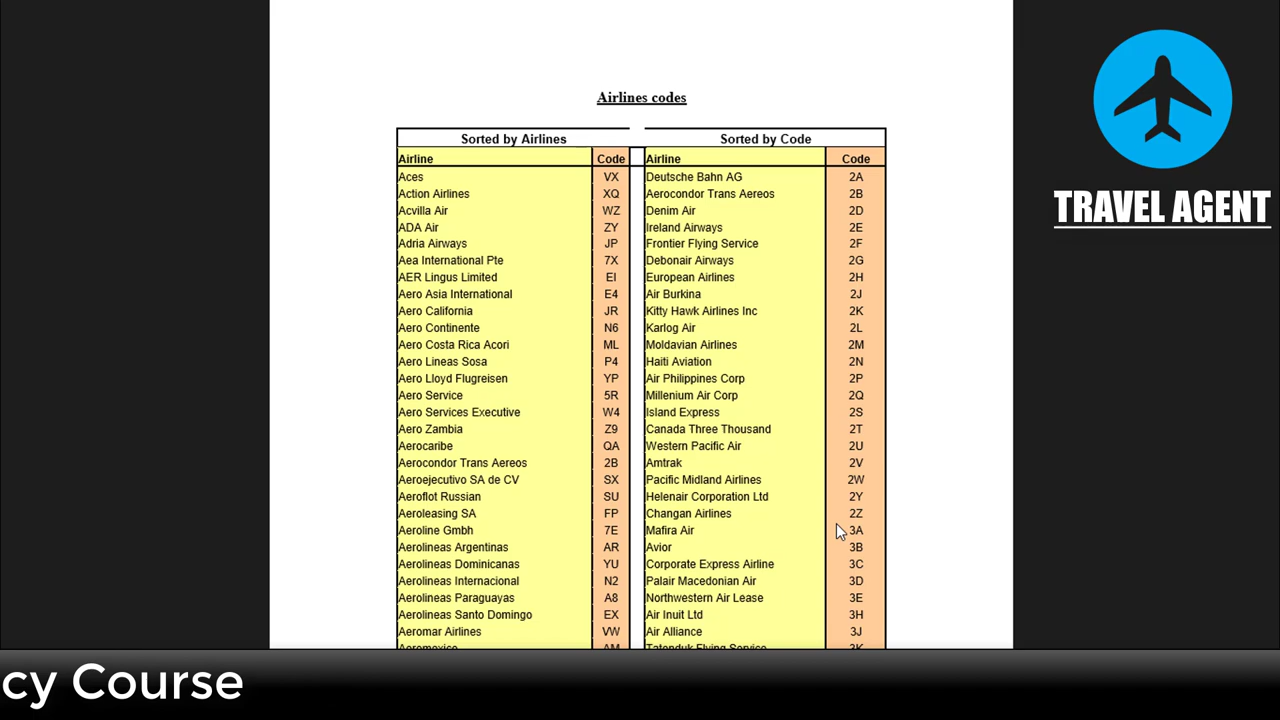 Airlines codes
Sorted by Airlines Sorted by Code
Airline Code Airline Code
Aces VX Deutsche Bahn AG 2A
Action Airlines XQ Aerocondor Trans Aereos 2B
Acvilla Air WZ Denim Air 2D
ADA Air ZY Ireland Airways 2E
Adria Airways JP Frontier Flying Service 2F
Aea International Pte 7X Debonair Airways 2G
AER Lingus Limited EI European Airlines 2H
Aero Asia International E4 Air Burkina 2J
Aero California JR Kitty Hawk Airlines Inc 2K
Aero Continente N6 Karlog Air 2L
Aero Costa Rica Acori ML Moldavian Airlines 2M
Aero Lineas Sosa P4 Haiti Aviation 2N
Aero Lloyd Flugreisen YP Air Philippines Corp 2P
Aero Service 5R Millenium Air Corp 2Q
Aero Services Executive W4 Island Express 2S
Aero Zambia Z9 Canada Three Thousand 2T
Aerocaribe QA Western Pacific Air 2U
Aerocondor Trans Aereos 2B Amtrak 2V
Aeroejecutivo SA de CV SX Pacific Midland Airlines 2W
Aeroflot Russian SU Helenair Corporation Ltd 2Y
Aeroleasing SA FP Changan Airlines 2Z
Aeroline Gmbh 7E Mafira Air 3A
Aerolineas Argentinas AR Avior 3B
Aerolineas Dominicanas YU Corporate Express Airline 3C
Aerolineas Internacional N2 Palair Macedonian Air 3D
Aerolineas Paraguayas A8 Northwestern Air Lease 3E
Aerolineas Santo Domingo EX Air Inuit Ltd 3H
Aeromar Airlines VW Air Alliance 3J
Aeromexico AM Tatonduk Flying Service 3K
TRAVEL AGENT
cy Course